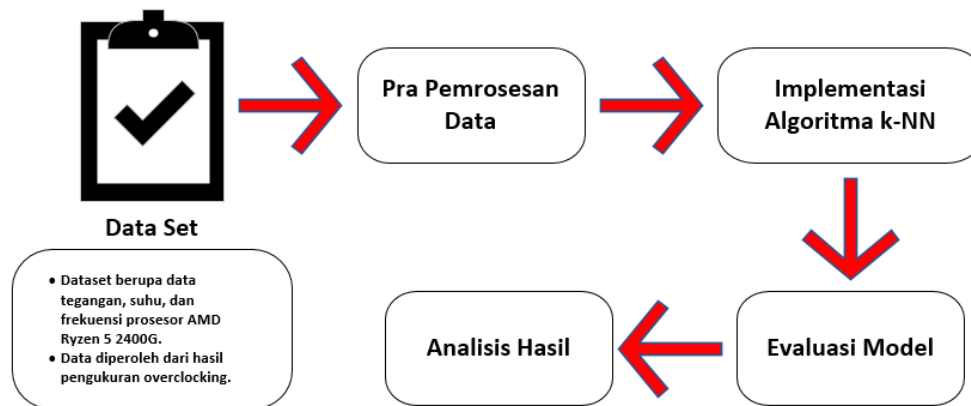 Data Set
• Dataset berupa data
tegangan, suhu, dan
frekuensi prosesor AMD
Ryzen 5 2400G.
• Data diperoleh dari hasil
pengukuran overclocking.
Pra Pemrosesan
Data
Implementasi
Algoritma k-NN
Evaluasi Model
Analisis Hasil